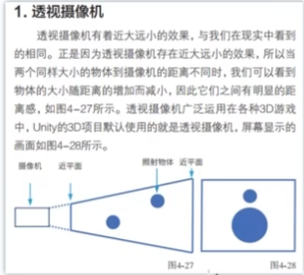 1. 透视摄像机
透视摄像机有着近大远小的效果，与我们在现实中看到
的相同。正是因为透视摄像机存在近大远小的效果，所以当
两个同样大小的物体到摄像机的距离不同时，我们可以看到
物体的大小随距离的增加而减小，因此它们之间有明显的距
离感，如图4-27所示。透视摄像机广泛运用在各种3D游戏
中，Unity的3D项目默认使用的就是透视摄像机，屏幕显示的
画面如图4-28所示。
摄像机 近平面 照射物体 近平面
图4-27 图4-28